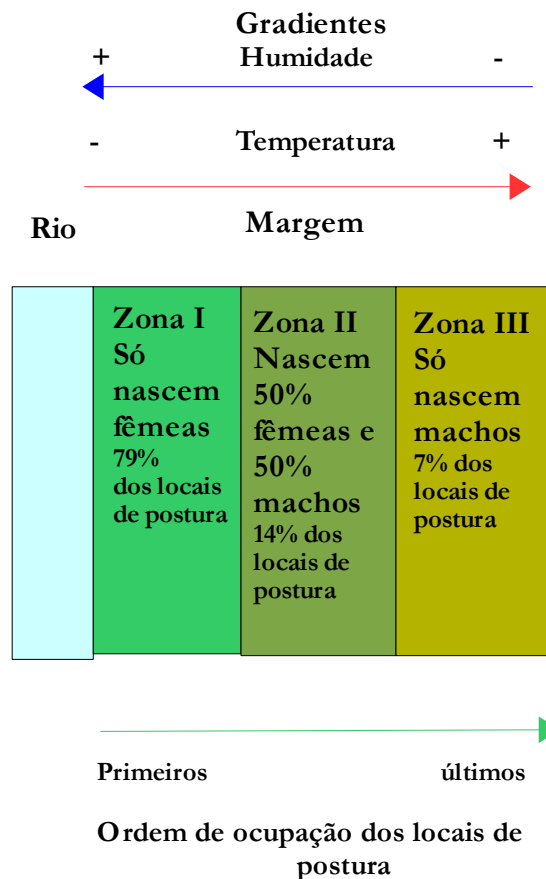 Gradientes
+ Humidade -
- Temperatura +
Rio Margem
Zona I
Só
nascem
fêmeas
79%
dos locais
de postura
Zona II
Nascem
50%
fêmeas e
50%
machos
14% dos
locais de
postura
Zona III
Só
nascem
machos
7% dos
locais de
postura
Primeiros últimos
Ordem de ocupação dos locais de
postura